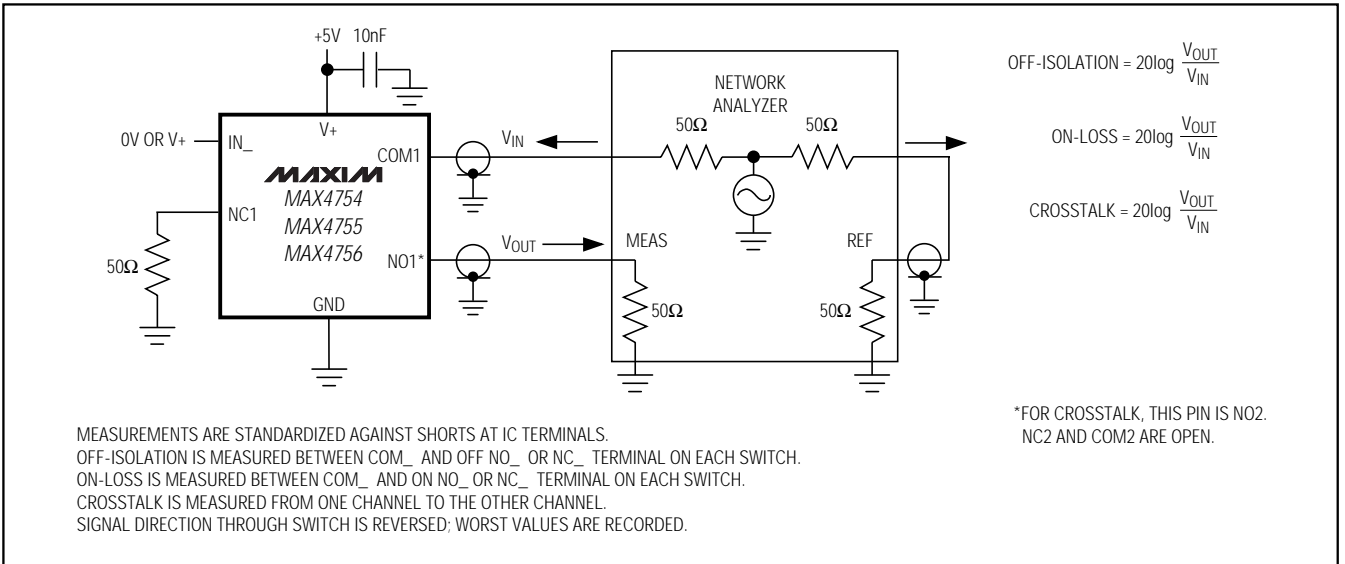 +5V 10nF
OFF-ISOLATION = 20log VOUT
VIN
NETWORK
ANALYZER
50Ω 50Ω
0V OR V+ IN_ V+
VIN
ON-LOSS = 20log VOUT
VIN
COM1
MAXIM
MAX4754
MAX4755
MAX4756
NC1
CROSSTALK = 20log VOUT
VIN
VOUT MEAS REF
NO1*
50Ω
GND
50Ω 50Ω
*FOR CROSSTALK, THIS PIN IS NO2.
NC2 AND COM2 ARE OPEN.
MEASUREMENTS ARE STANDARDIZED AGAINST SHORTS AT IC TERMINALS.
OFF-ISOLATION IS MEASURED BETWEEN COM_ AND OFF NO_ OR NC_ TERMINAL ON EACH SWITCH.
ON-LOSS IS MEASURED BETWEEN COM_ AND ON NO_ OR NC_ TERMINAL ON EACH SWITCH.
CROSSTALK IS MEASURED FROM ONE CHANNEL TO THE OTHER CHANNEL.
SIGNAL DIRECTION THROUGH SWITCH IS REVERSED; WORST VALUES ARE RECORDED.